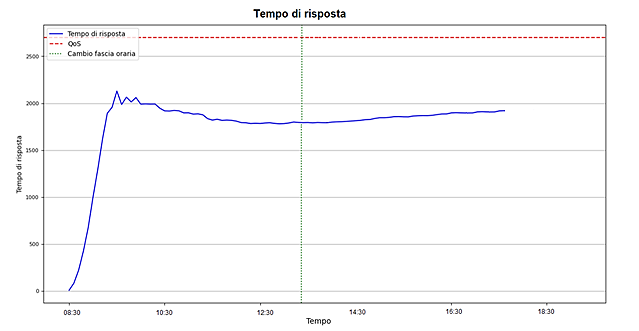 Tempo di risposta
Tempo di risposta
QoS
Cambio fascia oraria
Tempo di risposta
2500
2000
1500
1000
500
0
08:30
10:30
12:30
14:30
16:30
18:30
Tempo